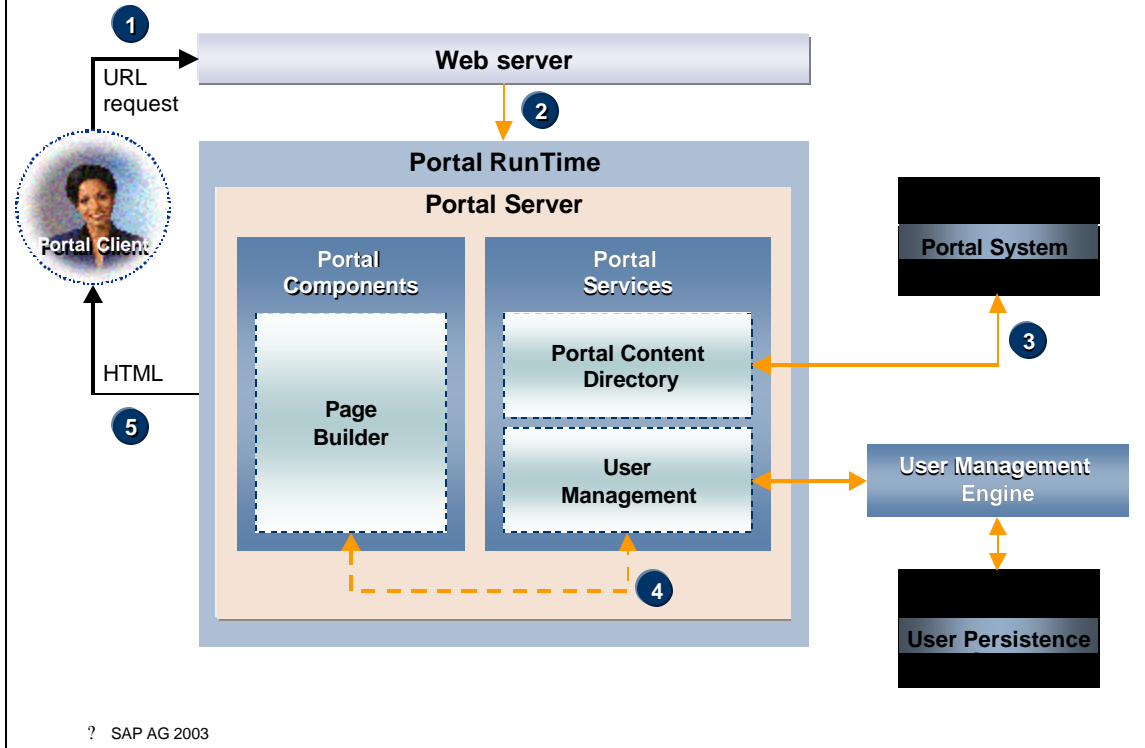 1
Web server
URL
request
2
Portal RunTime
Portal Server
Portal Client
Portal
Components
Portal
Services
Portal System
3
Portal Content
Directory
HTML
5
Page
Builder
User
Management
User Management
Engine
4
User Persistence
? SAP AG 2003